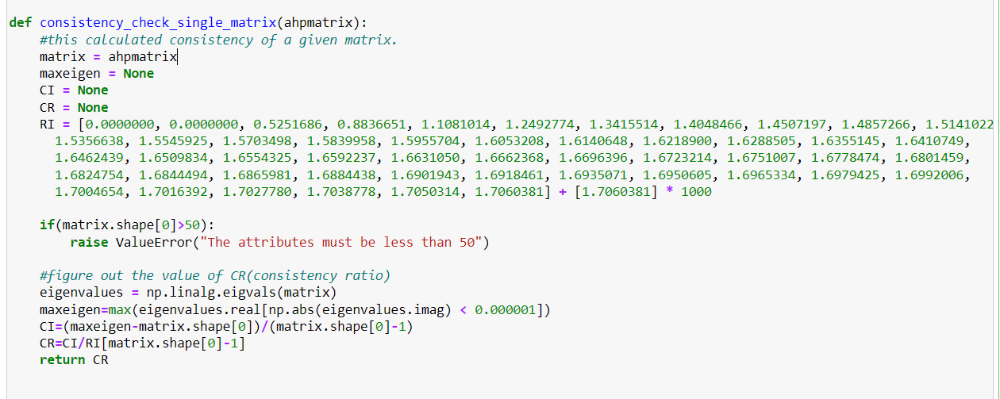 def consistency_check_single_matrix(ahpmatrix):
    #this calculated consistency of a given matrix.
    matrix = ahpmatrix
    maxeigen = None
    CI = None
    CR = None
    RI = [0.0000000, 0.0000000, 0.5251686, 0.8836651, 1.1081014, 1.2492774, 1.3415514, 1.4048466, 1.4507197, 1.4857266, 1.5141022
      1.5356638, 1.5545925, 1.5703498, 1.5839958, 1.5955704, 1.6053208, 1.6140648, 1.6218900, 1.6288505, 1.6355145, 1.6410749,
      1.6462439, 1.6509834, 1.6554325, 1.6592237, 1.6631050, 1.6662368, 1.6696396, 1.6723214, 1.6751007, 1.6778474, 1.6801459,
      1.6824754, 1.6844494, 1.6865981, 1.6884438, 1.6901943, 1.6918461, 1.6935071, 1.6950605, 1.6965334, 1.6979425, 1.6992006,
      1.7004654, 1.7016392, 1.7027780, 1.7038778, 1.7050314, 1.7060381] + [1.7060381] * 1000
    if(matrix.shape[0]>50):
        raise ValueError("The attributes must be less than 50")
    #figure out the value of CR(consistency ratio)
    eigenvalues = np.linalg.eigvals(matrix)
    maxeigen=max(eigenvalues.real[np.abs(eigenvalues.imag) < 0.000001])
    CI=(maxeigen-matrix.shape[0])/(matrix.shape[0]-1)
    CR=CI/RI[matrix.shape[0]-1]
    return CR